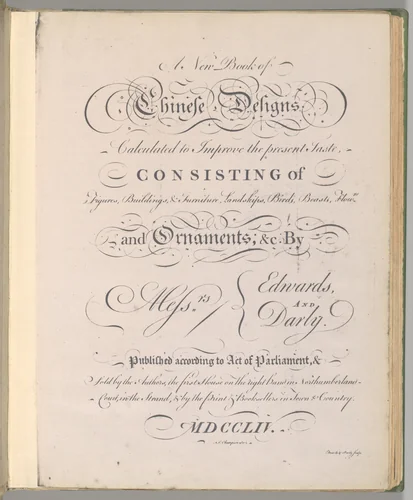 A New Book of
Chinese Designs,
Calculated to Improve the present Taste,
CONSISTING of
Figures, Buildings, & Furniture, Landskips, Birds, Beasts, Flowrs.
and Ornaments, &c. By
Messrs. Edwards,
AND
Darly.
Publish'd according to Act of Parliament, &
Sold by the Authors, the first House on the right hand in Northumberland-
Court, in the Strand, & by the Print & Booksellers in Town & Country.
MDCCLIV.